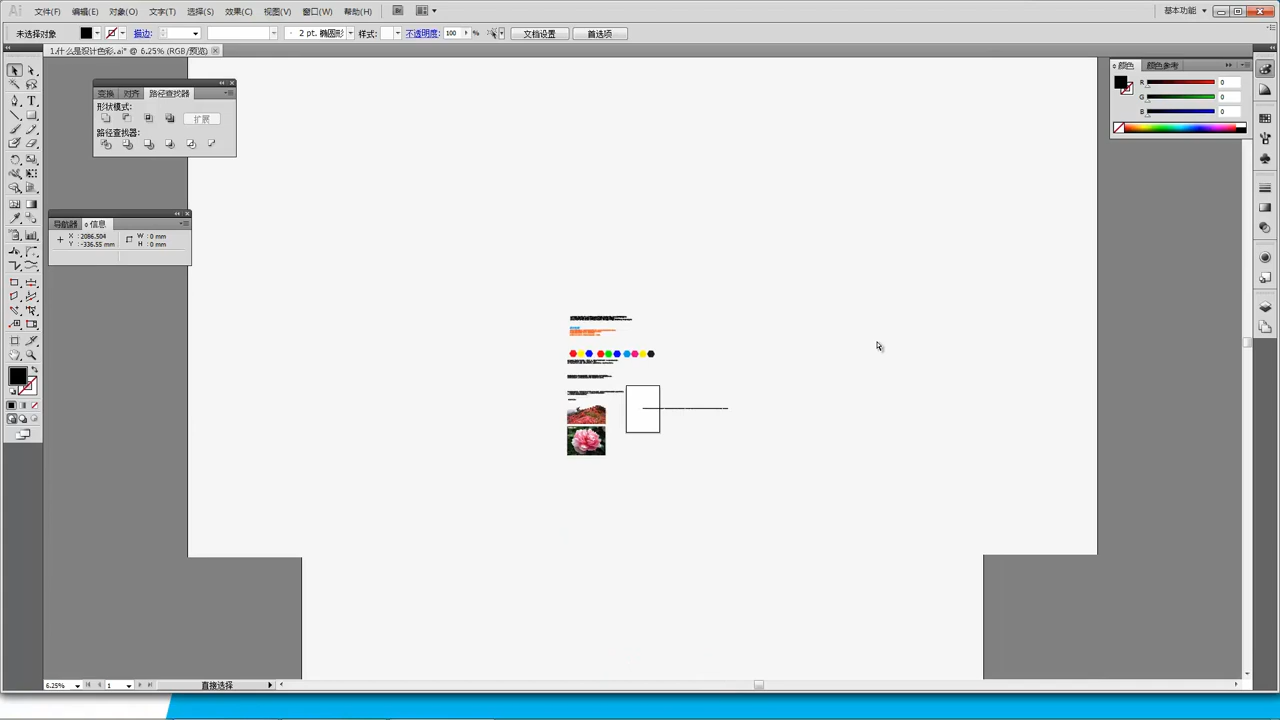 Ai 文件(F) 编辑(E) 对象(O) 文字(T) 选择(S) 效果(C) 视图(V) 窗口(W) 帮助(H) Br 基本功能
未选择对象 描边: 2 pt. 椭圆形 样式: 不透明度: 100 % 文档设置 首选项
1.什么是设计色彩.ai* @ 6.25% (RGB/预览)
颜色 颜色参考
R 0
G 0
B 0
变换 对齐 路径查找器
形状模式:
扩展
路径查找器:
导航器 信息
X : 2086.504 W : 0 mm
Y : -336.55 mm H : 0 mm
6.25% 1 直接选择